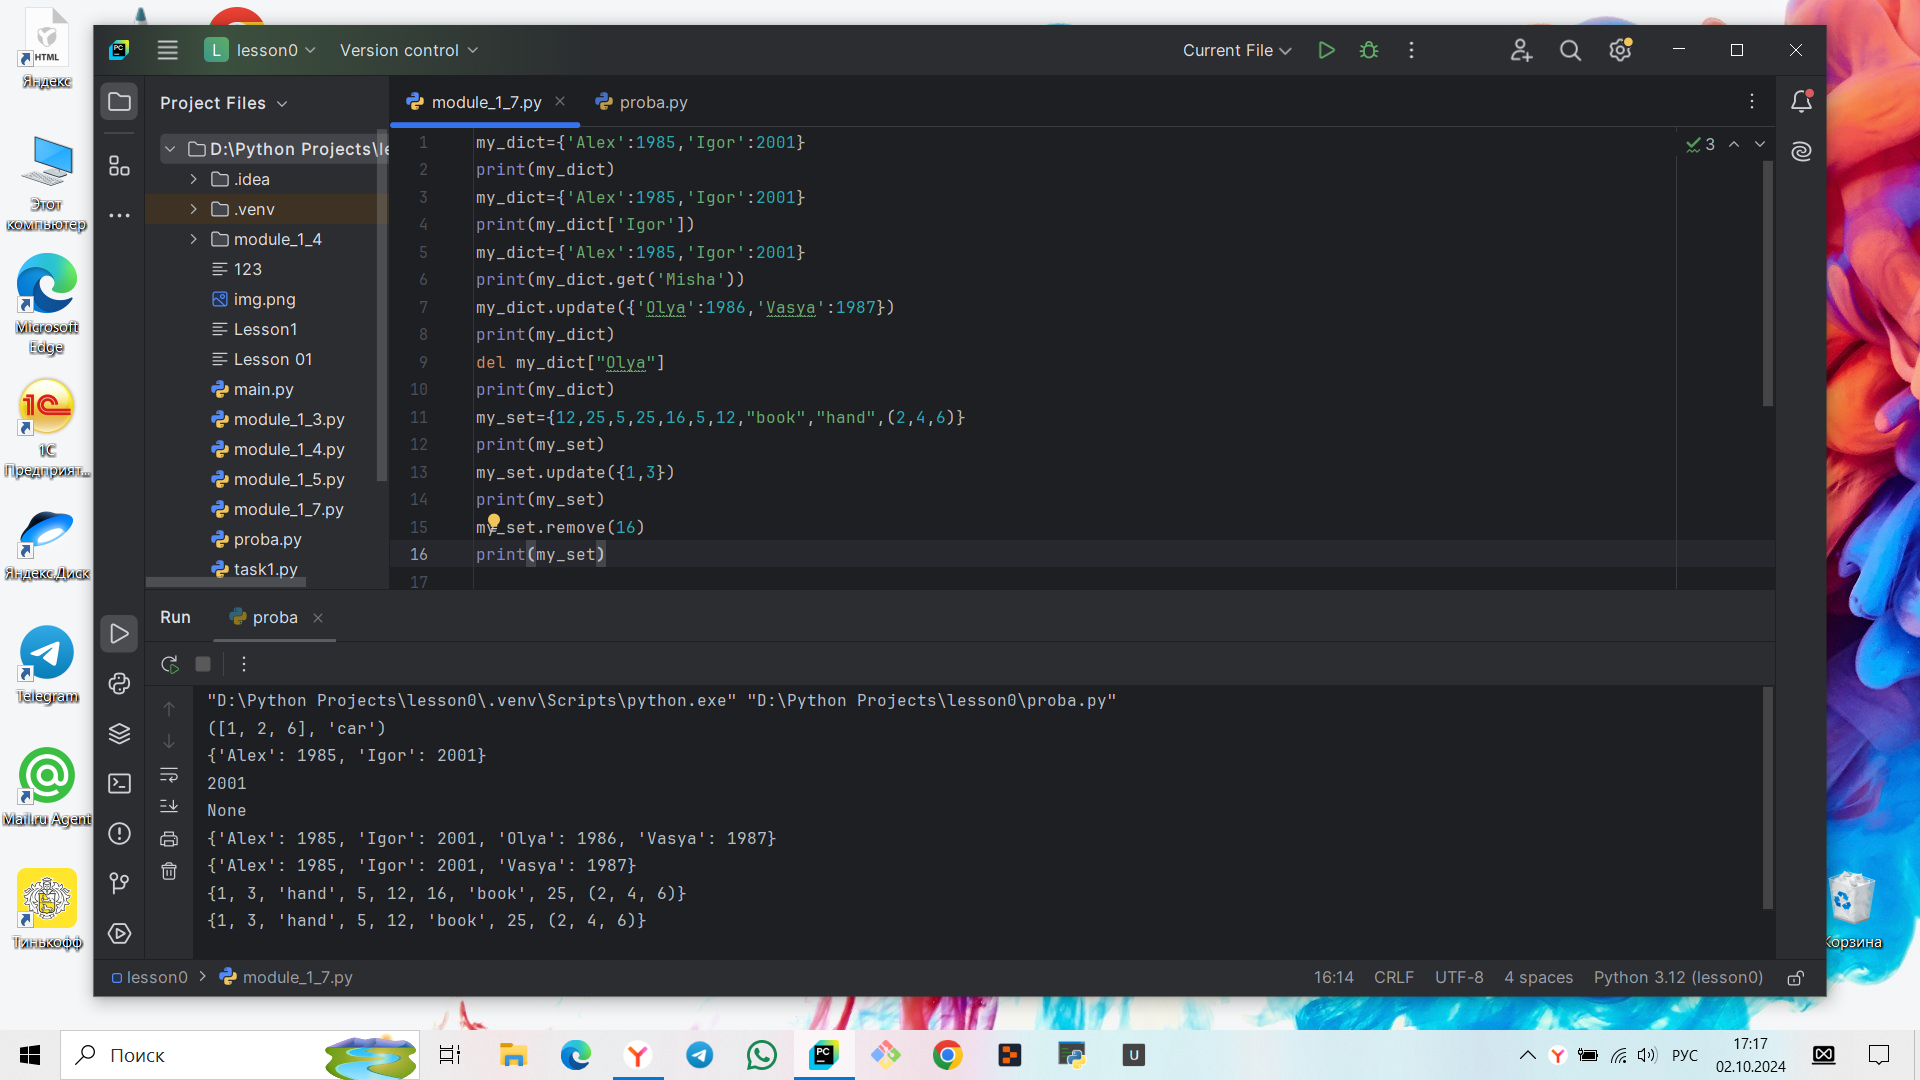 HTML
Яндекс
Этот
компьютер
Microsoft
Edge
1С
Предприят...
Яндекс.Диск
Telegram
Mail.ru Agent
Тинькофф
Корзина
PC
L lesson0
Version control
Current File
Project Files
D:\Python Projects\le
.idea
.venv
module_1_4
123
img.png
Lesson1
Lesson 01
main.py
module_1_3.py
module_1_4.py
module_1_5.py
module_1_7.py
proba.py
task1.py
module_1_7.py
proba.py
3
1 my_dict={'Alex':1985,'Igor':2001}
2 print(my_dict)
3 my_dict={'Alex':1985,'Igor':2001}
4 print(my_dict['Igor'])
5 my_dict={'Alex':1985,'Igor':2001}
6 print(my_dict.get('Misha'))
7 my_dict.update({'Olya':1986,'Vasya':1987})
8 print(my_dict)
9 del my_dict["Olya"]
10 print(my_dict)
11 my_set={12,25,5,25,16,5,12,"book","hand",(2,4,6)}
12 print(my_set)
13 my_set.update({1,3})
14 print(my_set)
15 my_set.remove(16)
16 print(my_set)
17
Run
proba
"D:\Python Projects\lesson0\.venv\Scripts\python.exe" "D:\Python Projects\lesson0\proba.py"
([1, 2, 6], 'car')
{'Alex': 1985, 'Igor': 2001}
2001
None
{'Alex': 1985, 'Igor': 2001, 'Olya': 1986, 'Vasya': 1987}
{'Alex': 1985, 'Igor': 2001, 'Vasya': 1987}
{1, 3, 'hand', 5, 12, 16, 'book', 25, (2, 4, 6)}
{1, 3, 'hand', 5, 12, 'book', 25, (2, 4, 6)}
lesson0 > module_1_7.py
16:14 CRLF UTF-8 4 spaces Python 3.12 (lesson0)
Поиск
РУС
17:17
02.10.2024